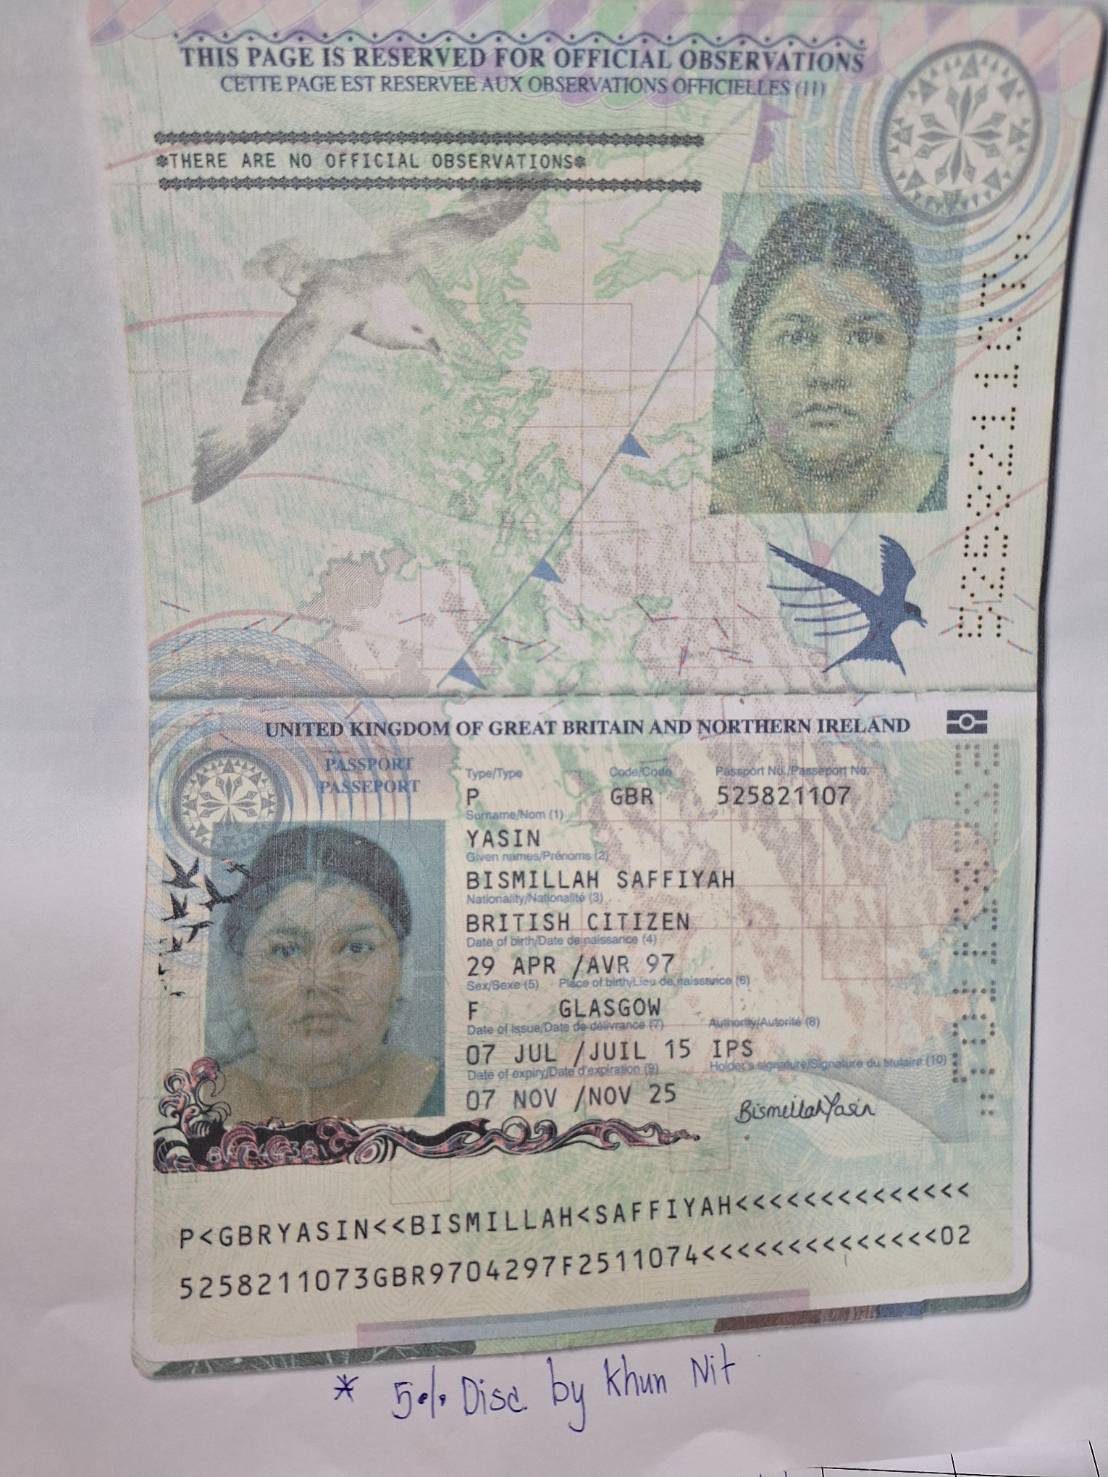 THIS PAGE IS RESERVED FOR OFFICIAL OBSERVATIONS
CETTE PAGE EST RESERVEE AUX OBSERVATIONS OFFICIELLES (11)
*THERE ARE NO OFFICIAL OBSERVATIONS*
UNITED KINGDOM OF GREAT BRITAIN AND NORTHERN IRELAND
PASSPORT
PASSEPORT
Type/Type Code/Code Passport No./Passeport No.
P GBR 525821107
Surname/Nom (1)
YASIN
Given names/Prénoms (2)
BISMILLAH SAFFIYAH
Nationality/Nationalité (3)
BRITISH CITIZEN
Date of birth/Date de naissance (4)
29 APR /AVR 97
Sex/Sexe (5) Place of birth/Lieu de naissance (6)
F GLASGOW
Date of issue/Date de délivrance (7) Authority/Autorité (8)
07 JUL /JUIL 15 IPS
Date of expiry/Date d'expiration (9) Holder's signature/Signature du titulaire (10)
07 NOV /NOV 25
BismillahYasin
P<GBRYASIN<<BISMILLAH<SAFFIYAH<<<<<<<<<<<<<<
5258211073GBR9704297F2511074<<<<<<<<<<<<<<02
* 5% Disc by Khun Nit